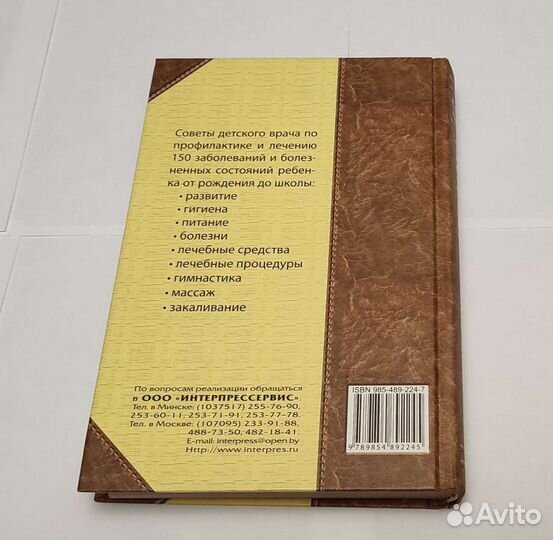 Советы детского врача по
профилактике и лечению
150 заболеваний и болез-
ненных состояний ребен-
ка от рождения до школы:
• развитие
• гигиена
• питание
• болезни
• лечебные средства
• лечебные процедуры
• гимнастика
• массаж
• закаливание
По вопросам реализации обращаться
в ООО «ИНТЕРПРЕССЕРВИС».
Тел. в Минске: (1037517) 255-76-90,
253-60-11, 253-71-91, 253-77-78.
Тел. в Москве: (107095) 233-91-88,
488-73-50, 482-18-41.
E-mail: interpress@open.by
Http://www.interpres.ru
ISBN 985-489-224-7
9 789854 892245
Avito